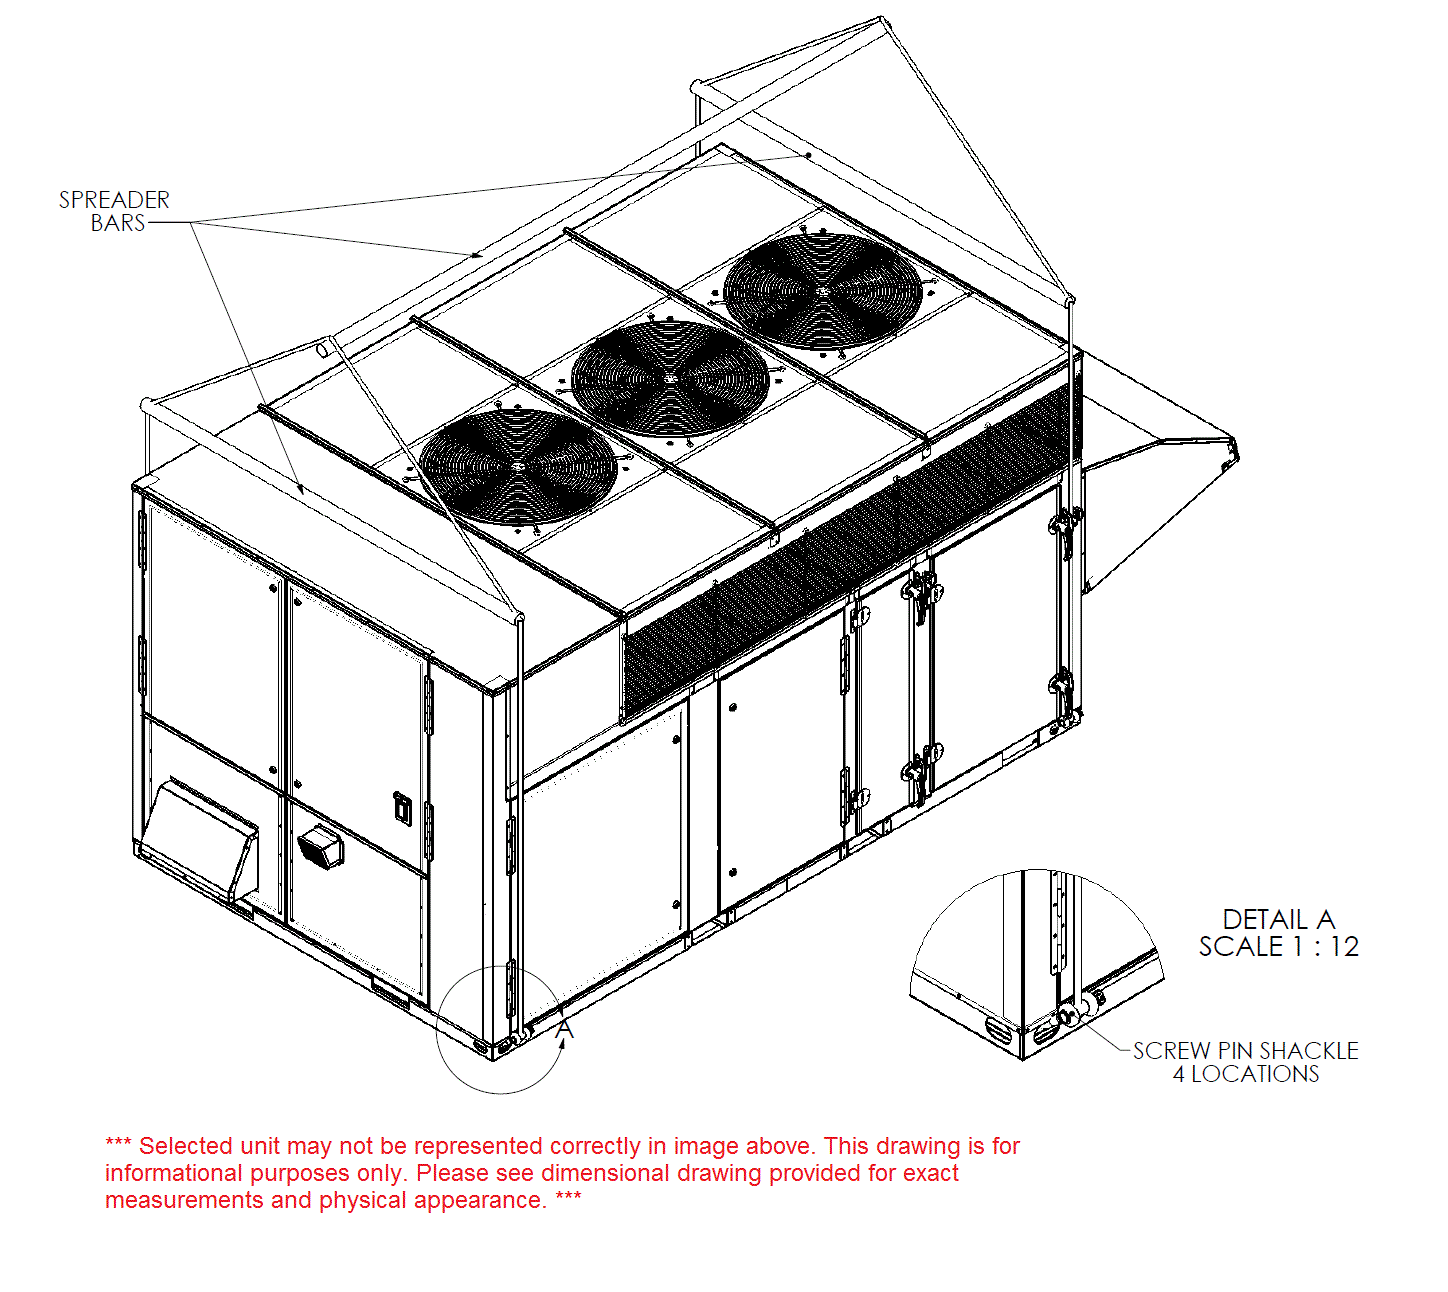 SPREADER
BARS
A
DETAIL A
SCALE 1 : 12
SCREW PIN SHACKLE
4 LOCATIONS
*** Selected unit may not be represented correctly in image above. This drawing is for
informational purposes only. Please see dimensional drawing provided for exact
measurements and physical appearance. ***